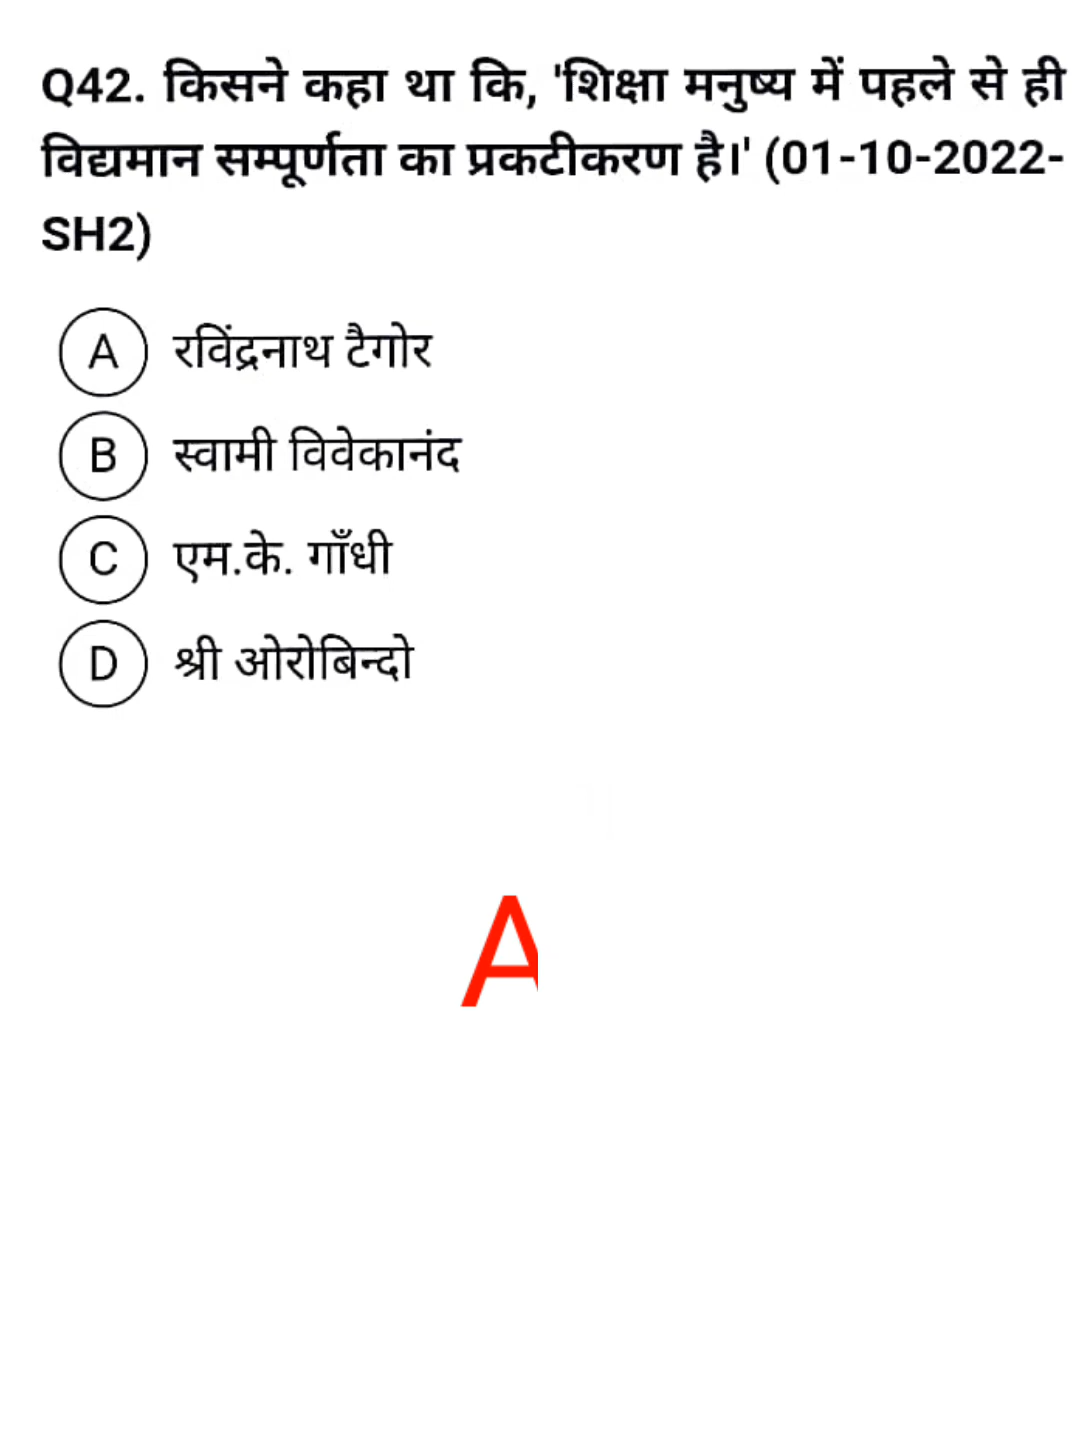 Q42. किसने कहा था कि, 'शिक्षा मनुष्य में पहले से ही
विद्यमान सम्पूर्णता का प्रकटीकरण है।' (01-10-2022-
SH2)
A रविंद्रनाथ टैगोर
B स्वामी विवेकानंद
C एम.के. गाँधी
D श्री ओरोबिन्दो
A